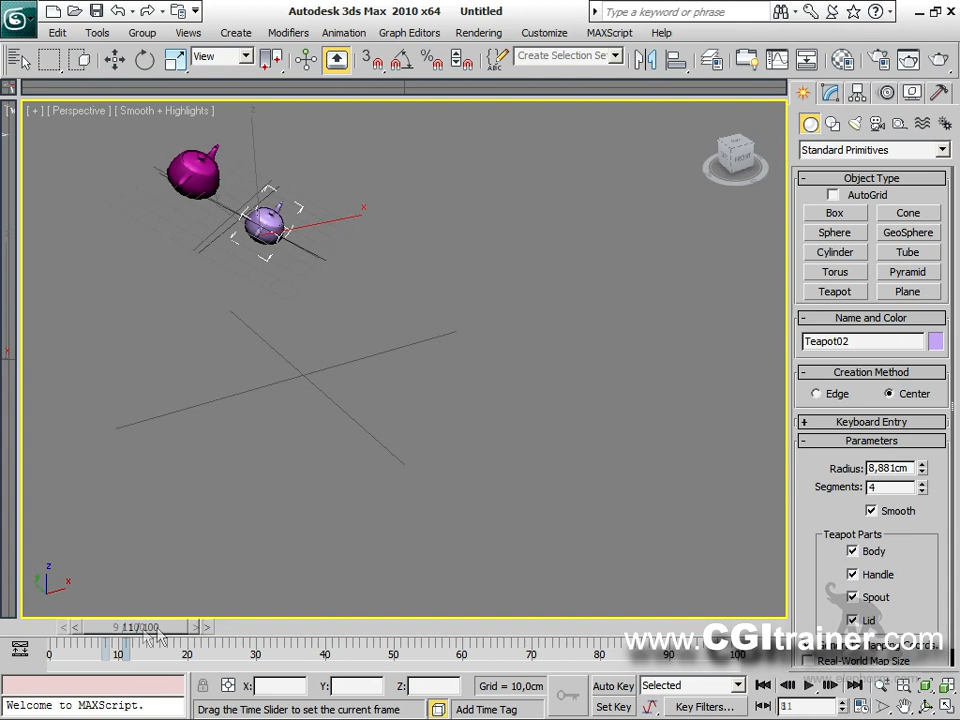 Autodesk 3ds Max 2010 x64 Untitled
Type a keyword or phrase
Edit Tools Group Views Create Modifiers Animation Graph Editors Rendering Customize MAXScript Help
View
3
%
ABC
Create Selection Se
[ + ] [ Perspective ] [ Smooth + Highlights ]
z
x
FRONT
Standard Primitives
- Object Type
AutoGrid
Box Cone
Sphere GeoSphere
Cylinder Tube
Torus Pyramid
Teapot Plane
- Name and Color
Teapot02
- Creation Method
Edge Center
+ Keyboard Entry
- Parameters
Radius: 8,881cm
Segments: 4
Smooth
Teapot Parts
Body
Handle
Spout
Lid
Real-World Map Size
z
y
x
< > 
0 10 20 30 40 50 60 70 80 90 100
www.CGItrainer.com
X: Y: Z: Grid = 10,0cm
Auto Key Selected
Welcome to MAXScript.
Drag the Time Slider to set the current frame
Add Time Tag
Set Key Key Filters...